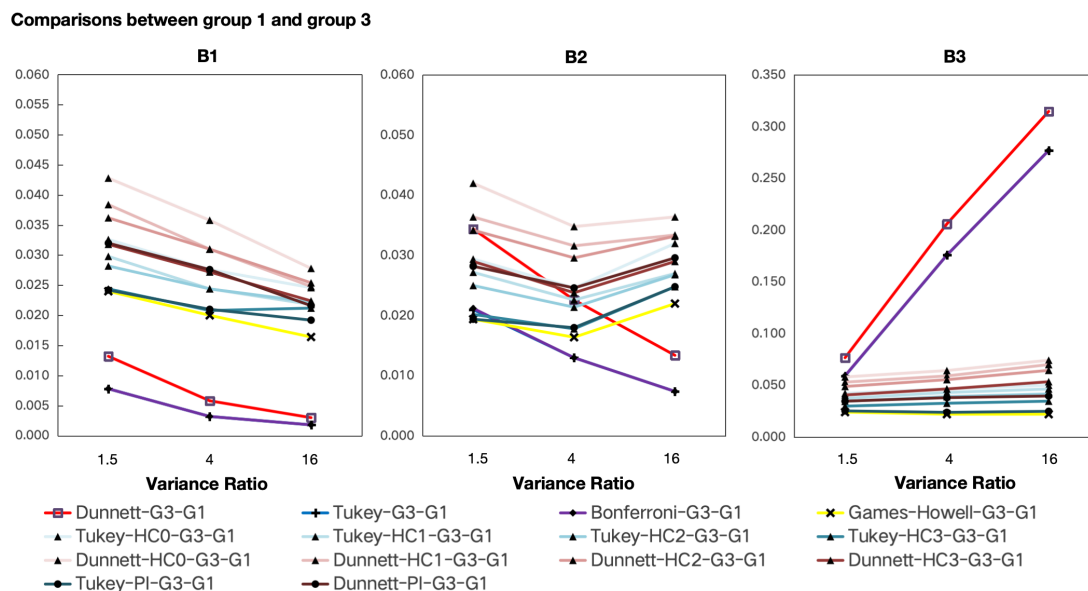 Comparisons between group 1 and group 3
B1 B2 B3
0.060 0.060 0.350
0.055
0.050 0.050 0.300
0.045
0.040 0.040 0.250
0.035
0.030 0.030 0.200
0.025
0.020 0.020 0.150
0.015
0.010 0.010 0.100
0.005
0.000 0.000 0.050
0.000
1.5 4 16 1.5 4 16 1.5 4 16
Variance Ratio Variance Ratio Variance Ratio
Dunnett-G3-G1 Tukey-G3-G1 Bonferroni-G3-G1 Games-Howell-G3-G1
Tukey-HC0-G3-G1 Tukey-HC1-G3-G1 Tukey-HC2-G3-G1 Tukey-HC3-G3-G1
Dunnett-HC0-G3-G1 Dunnett-HC1-G3-G1 Dunnett-HC2-G3-G1 Dunnett-HC3-G3-G1
Tukey-PI-G3-G1 Dunnett-PI-G3-G1